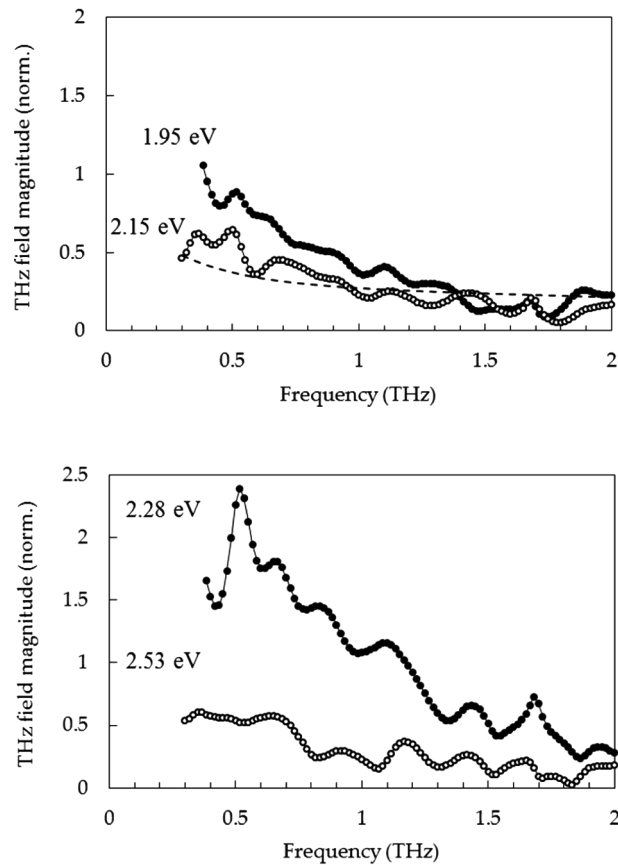 2
1.5
1
0.5
0
THz field magnitude (norm.)
1.95 eV
2.15 eV
0 0.5 1 1.5 2
Frequency (THz)
2.5
2
1.5
1
0.5
0
THz field magnitude (norm.)
2.28 eV
2.53 eV
0 0.5 1 1.5 2
Frequency (THz)